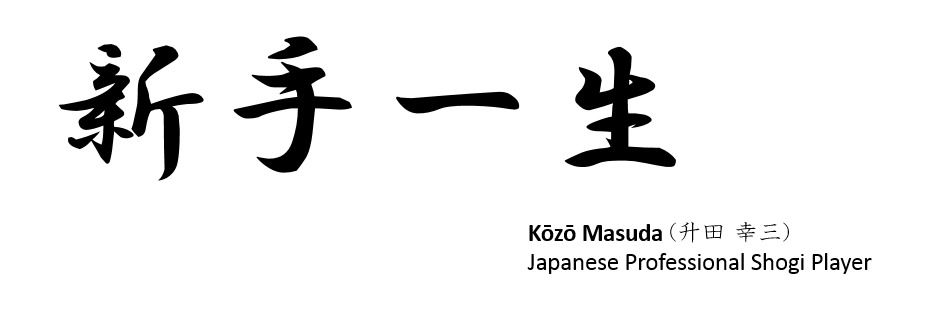 新手一生
Kōzō Masuda (升田 幸三)
Japanese Professional Shogi Player